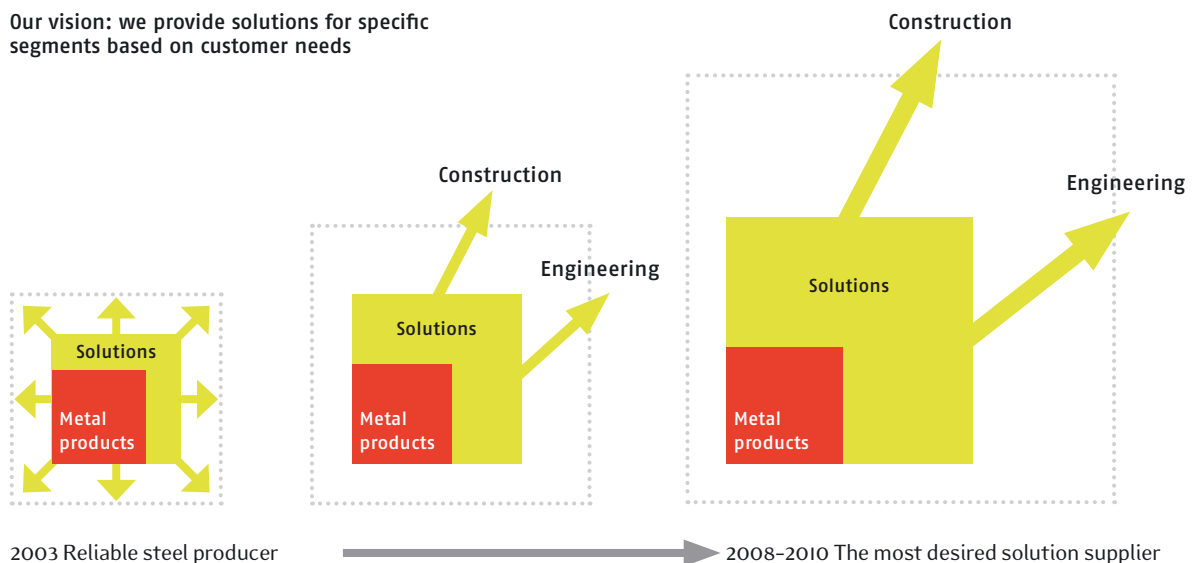 Our vision: we provide solutions for specific
segments based on customer needs
Solutions
Metal
products
Construction
Engineering
Solutions
Metal
products
Construction
Engineering
Solutions
Metal
products
2003 Reliable steel producer
2008-2010 The most desired solution supplier